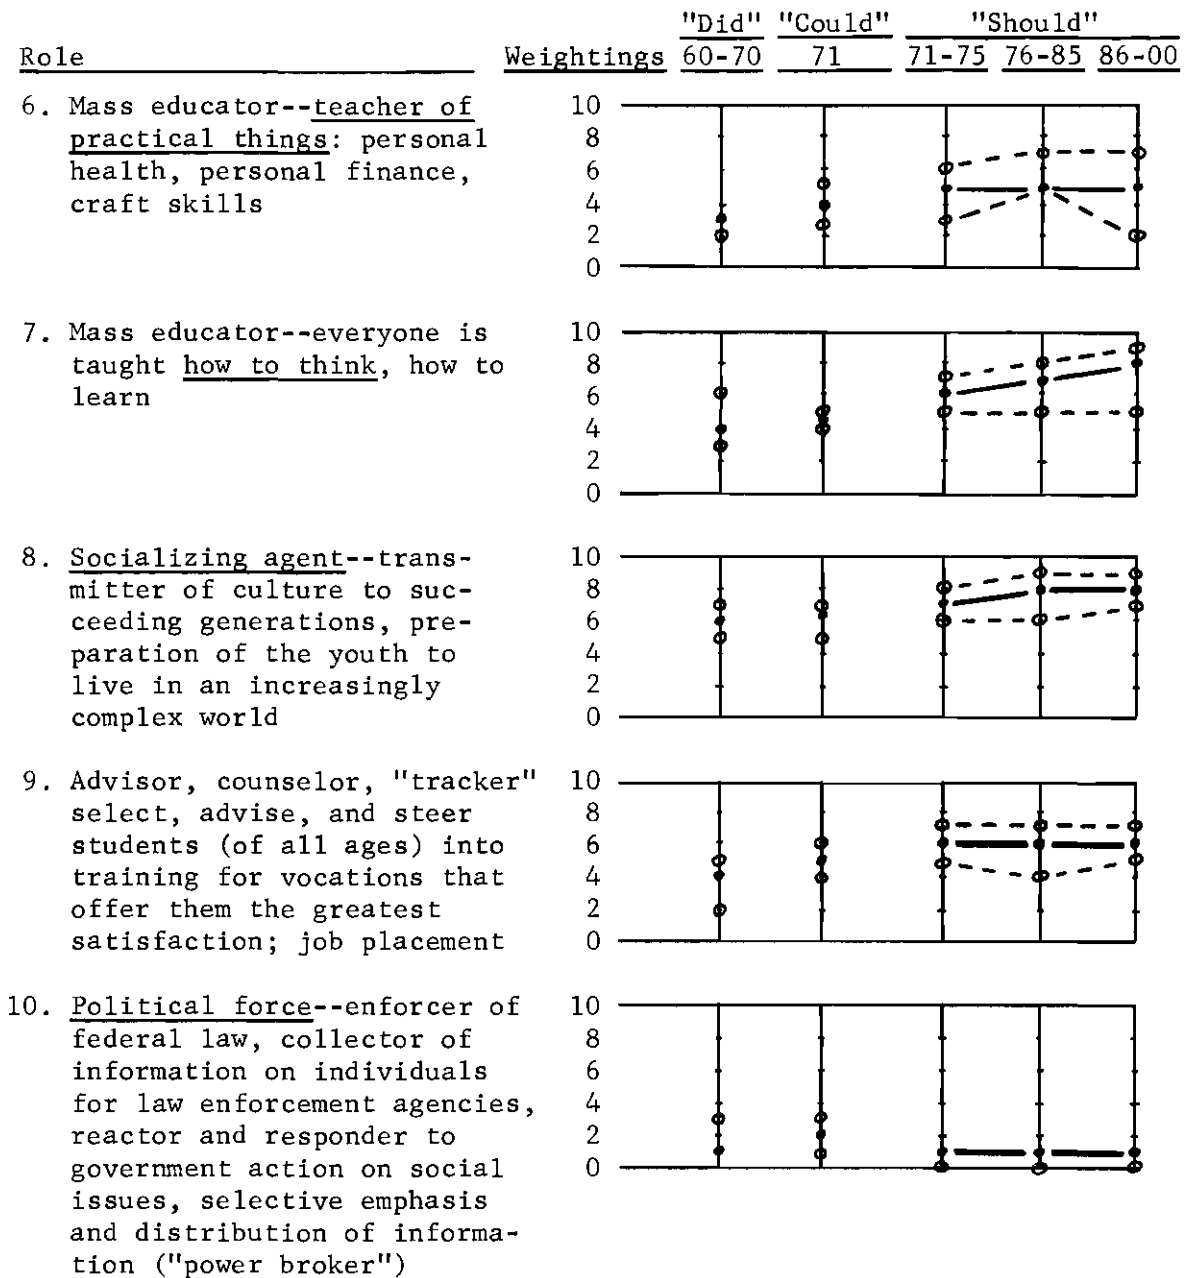 "Did" "Could" "Should"
Role Weightings 60-70 71 71-75 76-85 86-00
6. Mass educator--teacher of
practical things: personal
health, personal finance,
craft skills
10
8
6
4
2
0
7. Mass educator--everyone is
taught how to think, how to
learn
10
8
6
4
2
0
8. Socializing agent--trans-
mitter of culture to suc-
ceeding generations, pre-
paration of the youth to
live in an increasingly
complex world
10
8
6
4
2
0
9. Advisor, counselor, "tracker"
select, advise, and steer
students (of all ages) into
training for vocations that
offer them the greatest
satisfaction; job placement
10
8
6
4
2
0
10. Political force--enforcer of
federal law, collector of
information on individuals
for law enforcement agencies,
reactor and responder to
government action on social
issues, selective emphasis
and distribution of informa-
tion ("power broker")
10
8
6
4
2
0